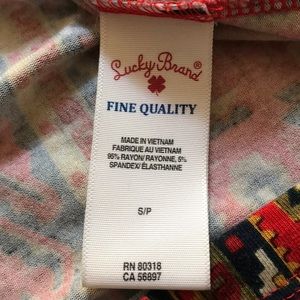 Lucky Brand®
FINE QUALITY
MADE IN VIETNAM
FABRIQUE AU VIETNAM
95% RAYON/ RAYONNE, 5%
SPANDEX/ ÉLASTHANNE
S/P
RN 80318
CA 56897